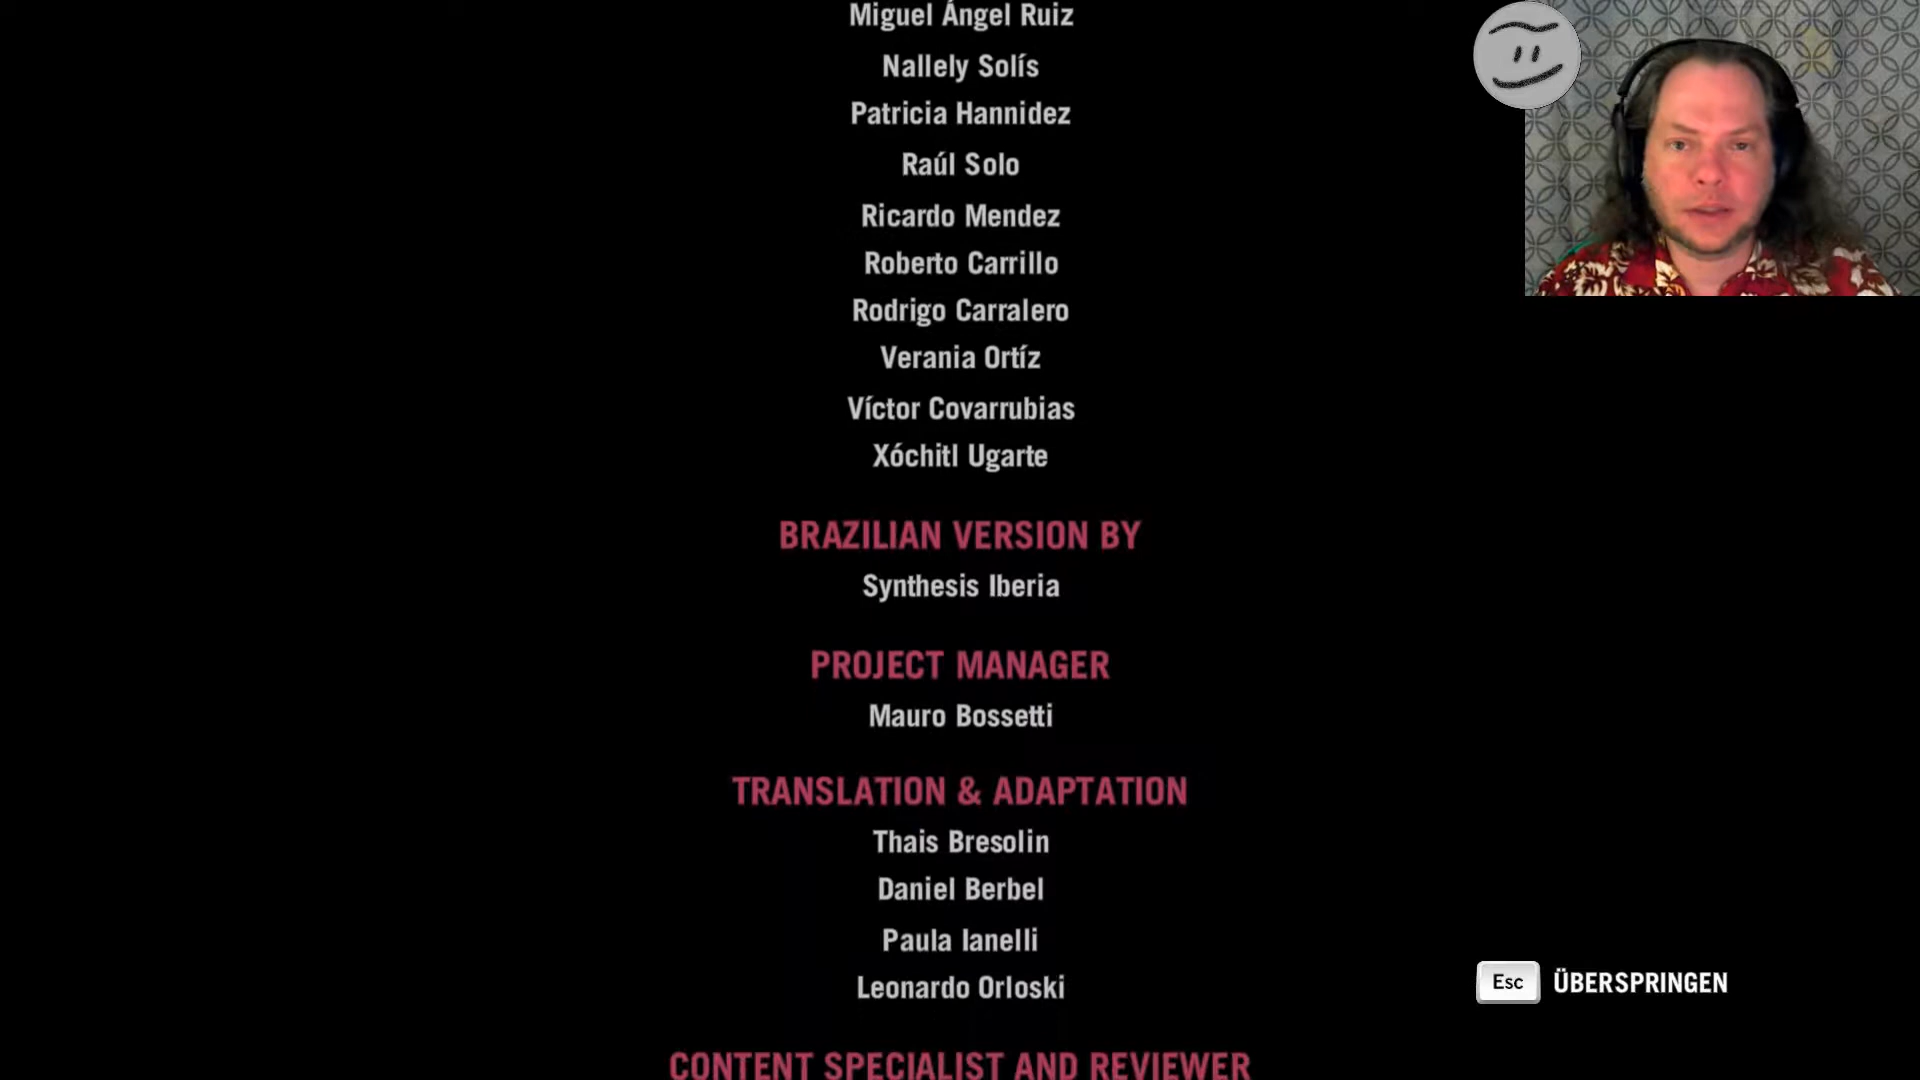 Miguel Ángel Ruiz
Nallely Solís
Patricia Hannidez
Raúl Solo
Ricardo Mendez
Roberto Carrillo
Rodrigo Carralero
Verania Ortíz
Víctor Covarrubias
Xóchitl Ugarte
BRAZILIAN VERSION BY
Synthesis Iberia
PROJECT MANAGER
Mauro Bossetti
TRANSLATION & ADAPTATION
Thais Bresolin
Daniel Berbel
Paula Ianelli
Leonardo Orloski
Esc ÜBERSPRINGEN
CONTENT SPECIALIST AND REVIEWER